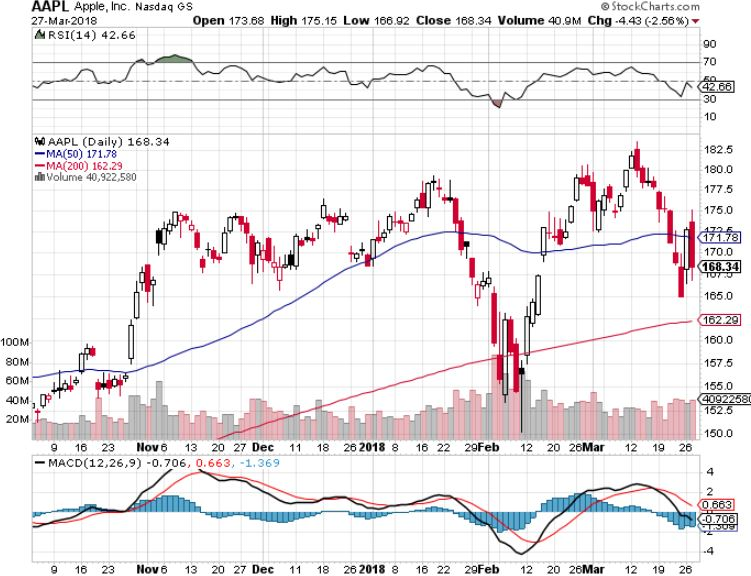 AAPL Apple, Inc. Nasdaq GS
© StockCharts.com
27-Mar-2018
Open 173.68 High 175.15 Low 166.92 Close 168.34 Volume 40.9M Chg -4.43 (-2.56%)
RSI(14) 42.66
90
70
50
42.66
30
10
AAPL (Daily) 168.34
MA(50) 171.78
MA(200) 162.29
Volume 40,922,580
182.5
180.0
177.5
175.0
171.78
170.0
168.34
165.0
162.29
160.0
157.5
155.0
40922580
152.5
150.0
100M
80M
60M
40M
20M
9 16 23 Nov 6 13 20 27 Dec 11 18 2018 8 16 22 29 Feb 12 20 26 Mar 12 19 26
MACD(12,26,9) -0.706, 0.663, -1.369
4
2
0.663
-0.706
-2
-4
9 16 23 Nov 6 13 20 27 Dec 11 18 2018 8 16 22 29 Feb 12 20 26 Mar 12 19 26